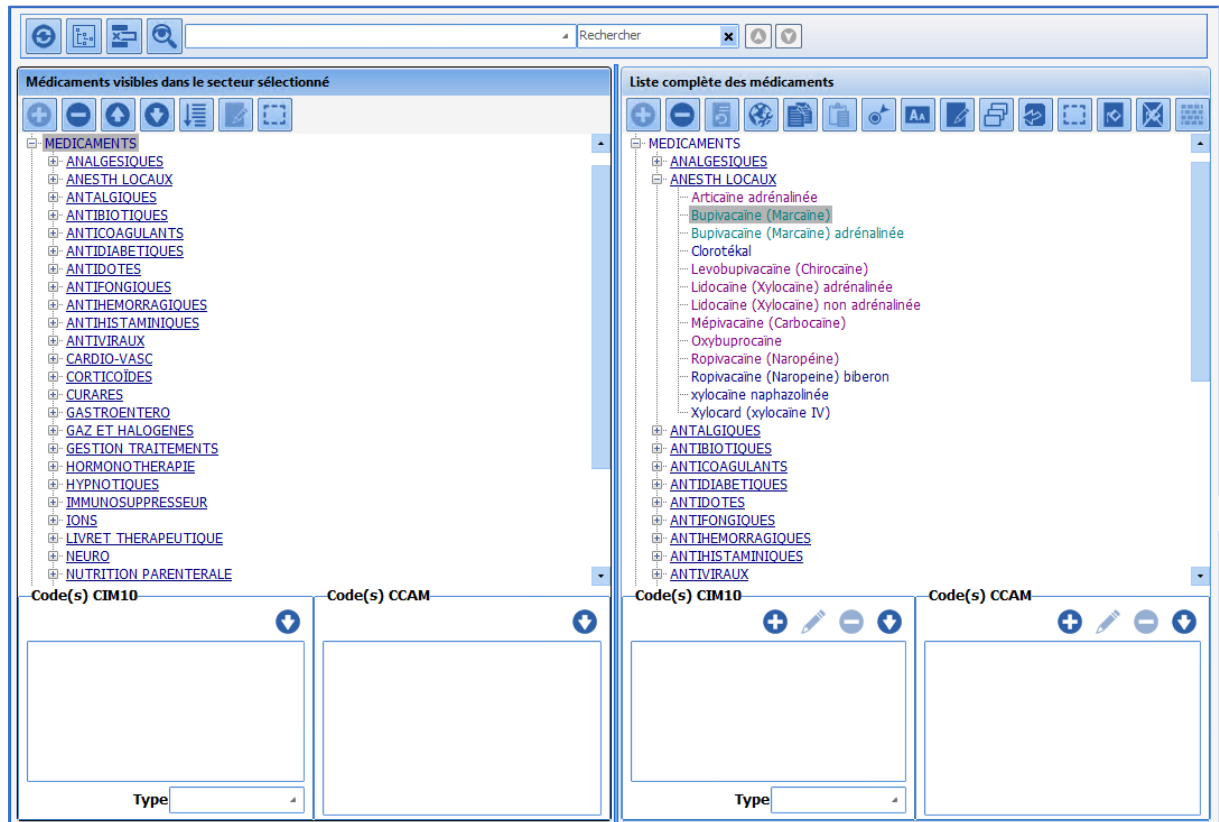 Rechercher
Médicaments visibles dans le secteur sélectionné
MEDICAMENTS
ANALGESIQUES
ANESTH LOCAUX
ANTALGIQUES
ANTIBIOTIQUES
ANTICOAGULANTS
ANTIDIABETIQUES
ANTIDOTES
ANTIFONGIQUES
ANTIHEMORRAGIQUES
ANTIHISTAMINIQUES
ANTIVIRAUX
CARDIO-VASC
CORTICOÏDES
CURARES
GASTROENTERO
GAZ ET HALOGENES
GESTION TRAITEMENTS
HORMONOTHERAPIE
HYPNOTIQUES
IMMUNOSUPPRESSEUR
IONS
LIVRET THERAPEUTIQUE
NEURO
NUTRITION PARENTERALE
Code(s) CIM10
Code(s) CCAM
Type
Liste complète des médicaments
MEDICAMENTS
ANALGESIQUES
ANESTH LOCAUX
Articaïne adrénalinée
Bupivacaïne (Marcaïne)
Bupivacaïne (Marcaïne) adrénalinée
Clorotékal
Levobupivacaïne (Chirocaïne)
Lidocaïne (Xylocaïne) adrénalinée
Lidocaïne (Xylocaïne) non adrénalinée
Mépivacaïne (Carbocaïne)
Oxybuprocaïne
Ropivacaïne (Naropéine)
Ropivacaïne (Naropeine) biberon
xylocaïne naphazolinée
Xylocard (xylocaïne IV)
ANTALGIQUES
ANTIBIOTIQUES
ANTICOAGULANTS
ANTIDIABETIQUES
ANTIDOTES
ANTIFONGIQUES
ANTIHEMORRAGIQUES
ANTIHISTAMINIQUES
ANTIVIRAUX
Code(s) CIM10
Code(s) CCAM
Type